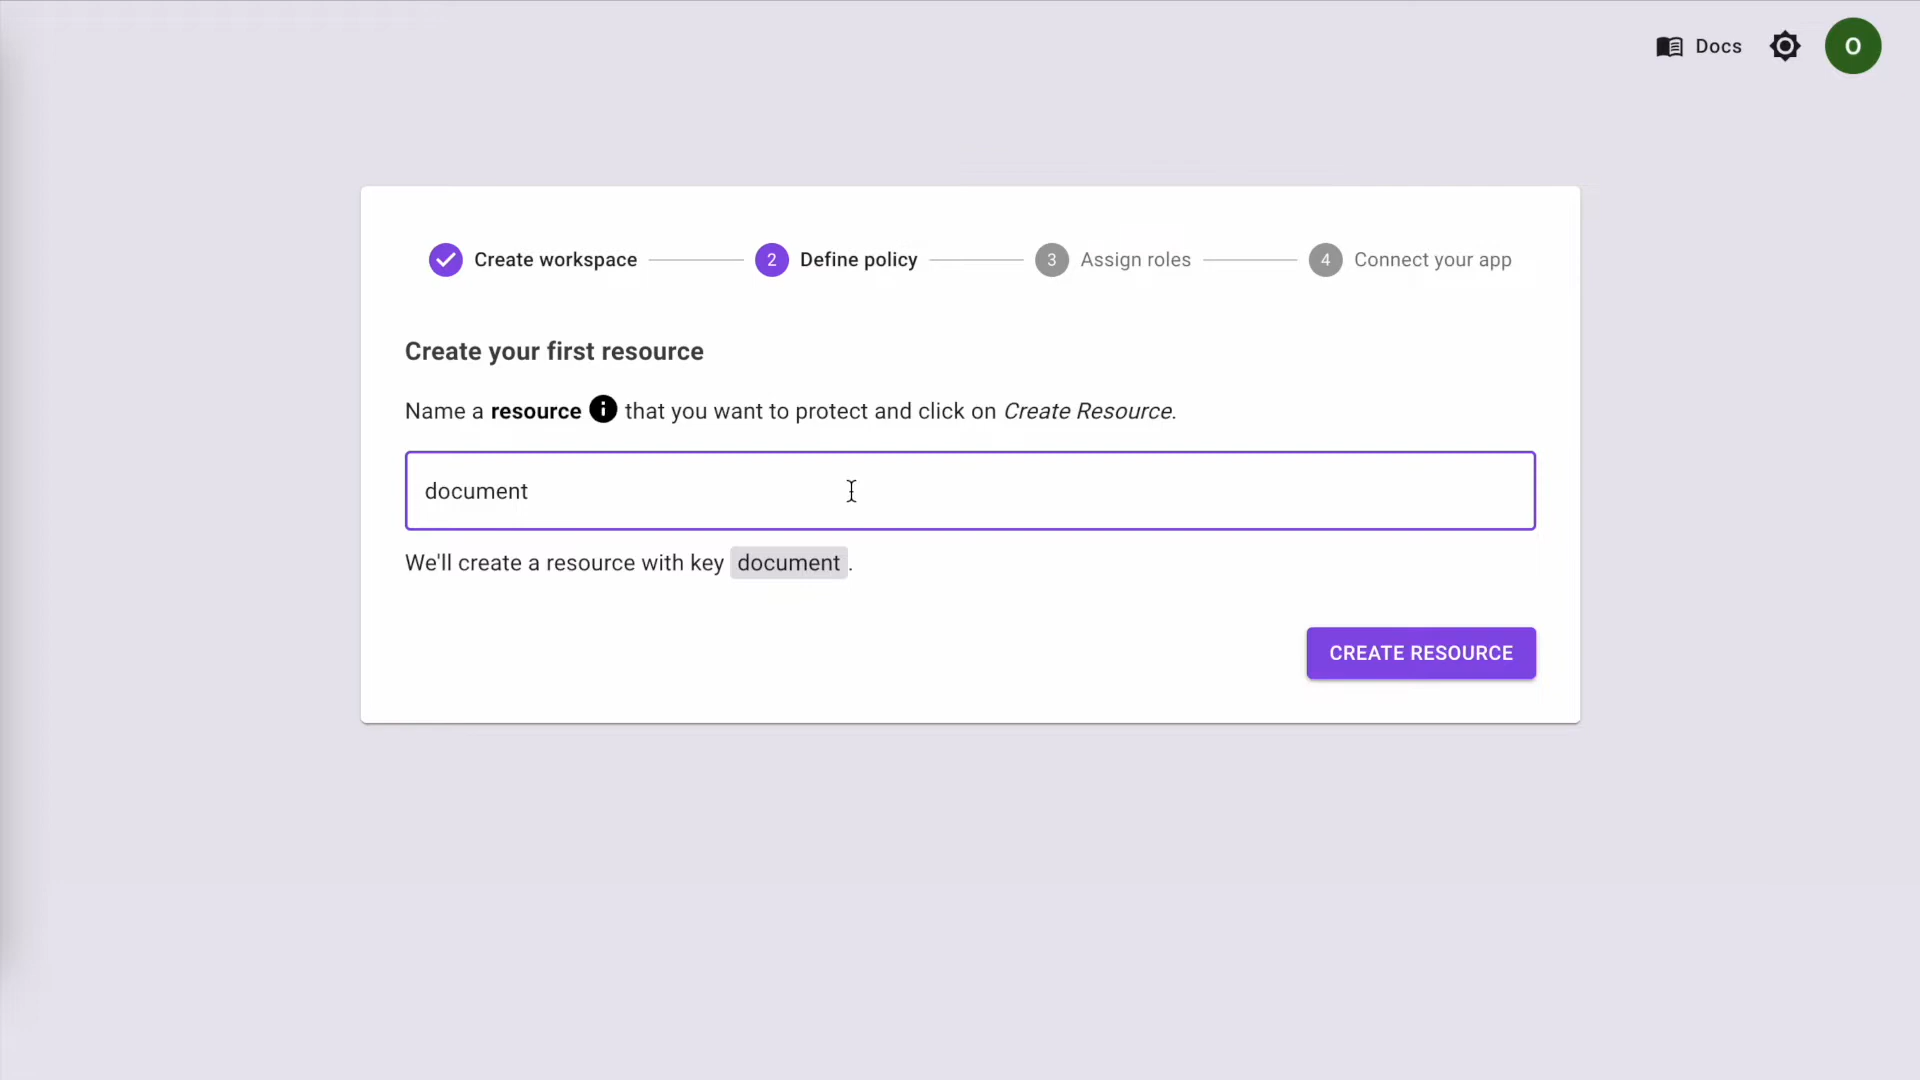 Docs
O
Create workspace
2 Define policy
3 Assign roles
4 Connect your app
Create your first resource
Name a resource i that you want to protect and click on Create Resource.
document
We'll create a resource with key document .
CREATE RESOURCE